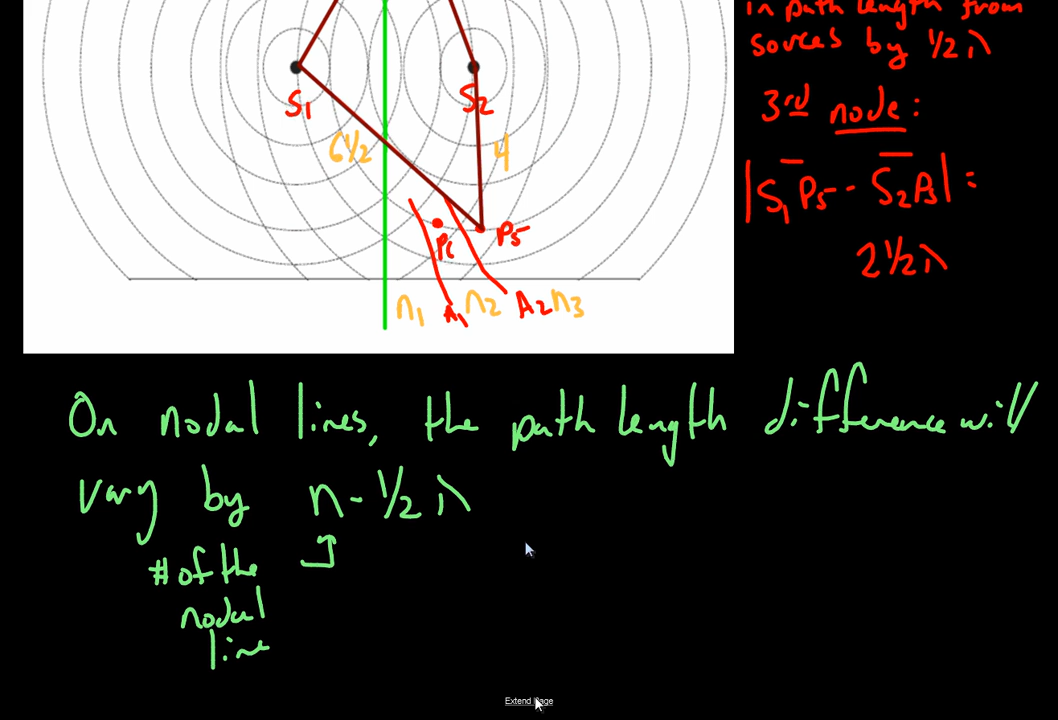 in path length from
sources by 1/2 λ
3rd node:
|S1P5 - S2P5| =
2 1/2 λ
S1
S2
6 1/2
4
P5
P6
n1 A1 n2 A2 n3
On nodal lines, the path length difference will
vary by n - 1/2 λ
# of the
nodal
line
Extend Page